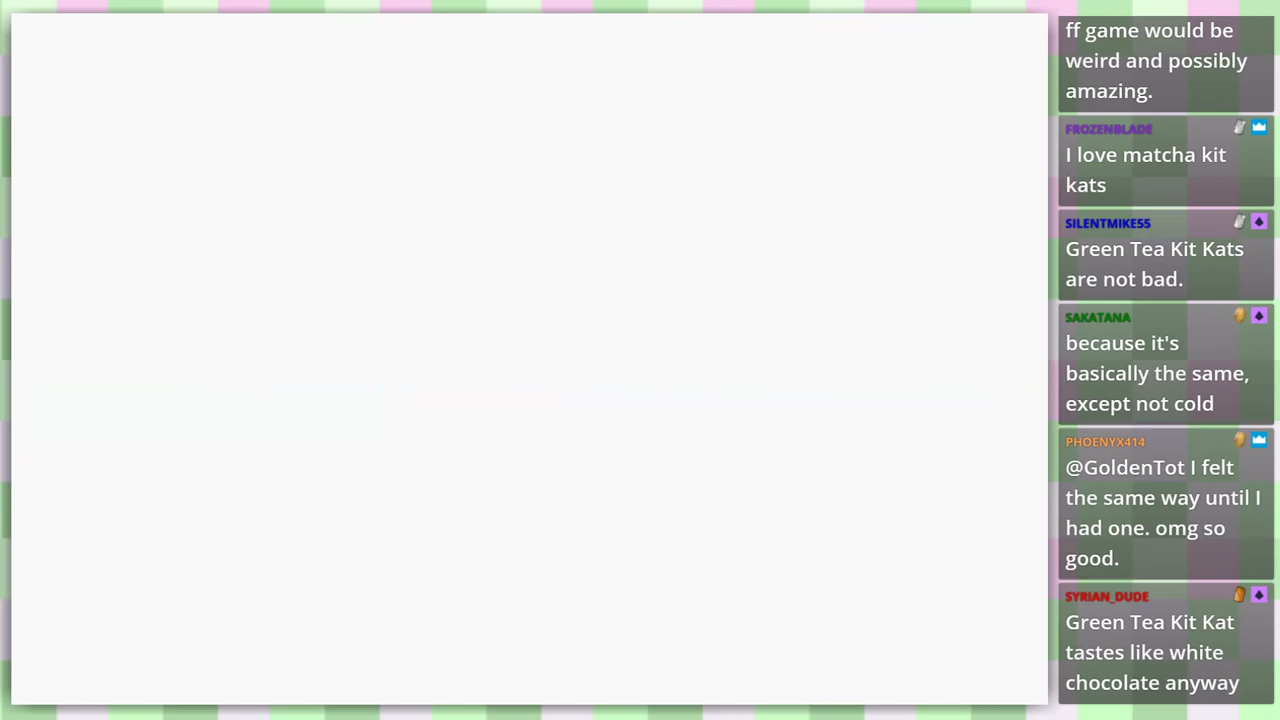 ff game would be
weird and possibly
amazing.
FROZENBLADE
I love matcha kit
kats
SILENTMIKE55
Green Tea Kit Kats
are not bad.
SAKATANA
because it's
basically the same,
except not cold
PHOENYX414
@GoldenTot I felt
the same way until I
had one. omg so
good.
SYRIAN_DUDE
Green Tea Kit Kat
tastes like white
chocolate anyway